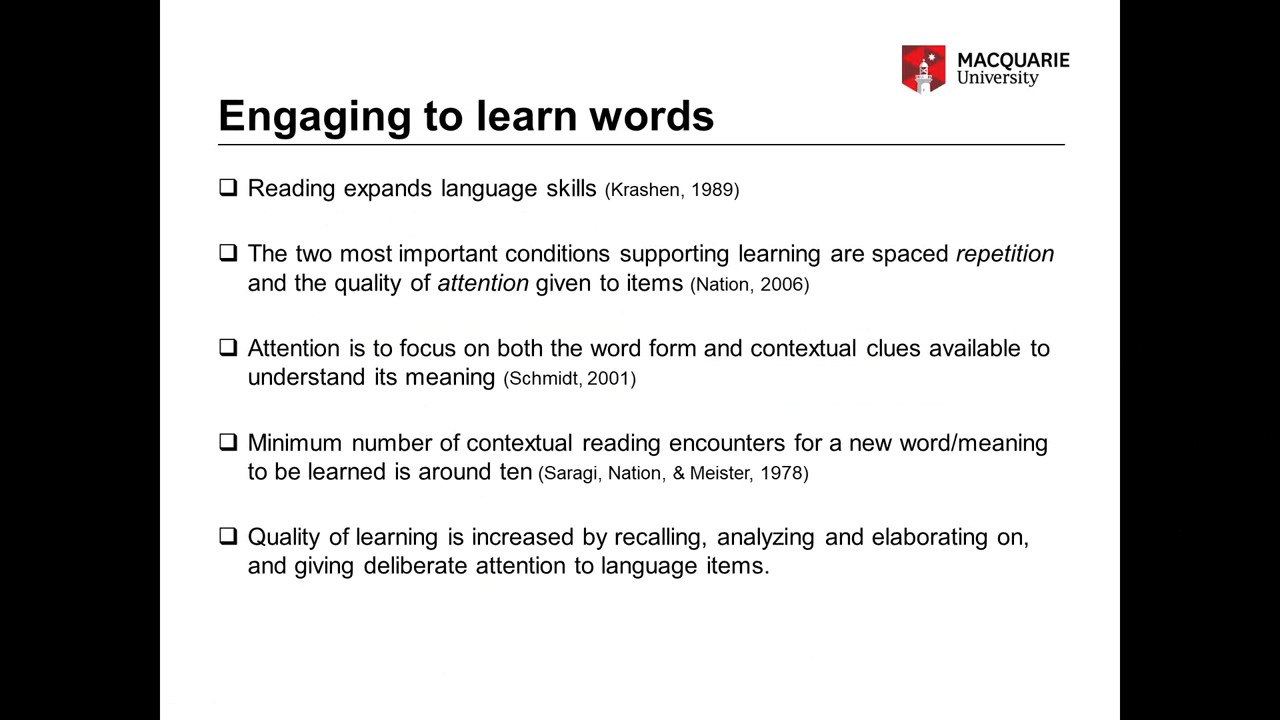 MACQUARIE
University
Engaging to learn words
❑ Reading expands language skills (Krashen, 1989)
❑ The two most important conditions supporting learning are spaced repetition
and the quality of attention given to items (Nation, 2006)
❑ Attention is to focus on both the word form and contextual clues available to
understand its meaning (Schmidt, 2001)
❑ Minimum number of contextual reading encounters for a new word/meaning
to be learned is around ten (Saragi, Nation, & Meister, 1978)
❑ Quality of learning is increased by recalling, analyzing and elaborating on,
and giving deliberate attention to language items.